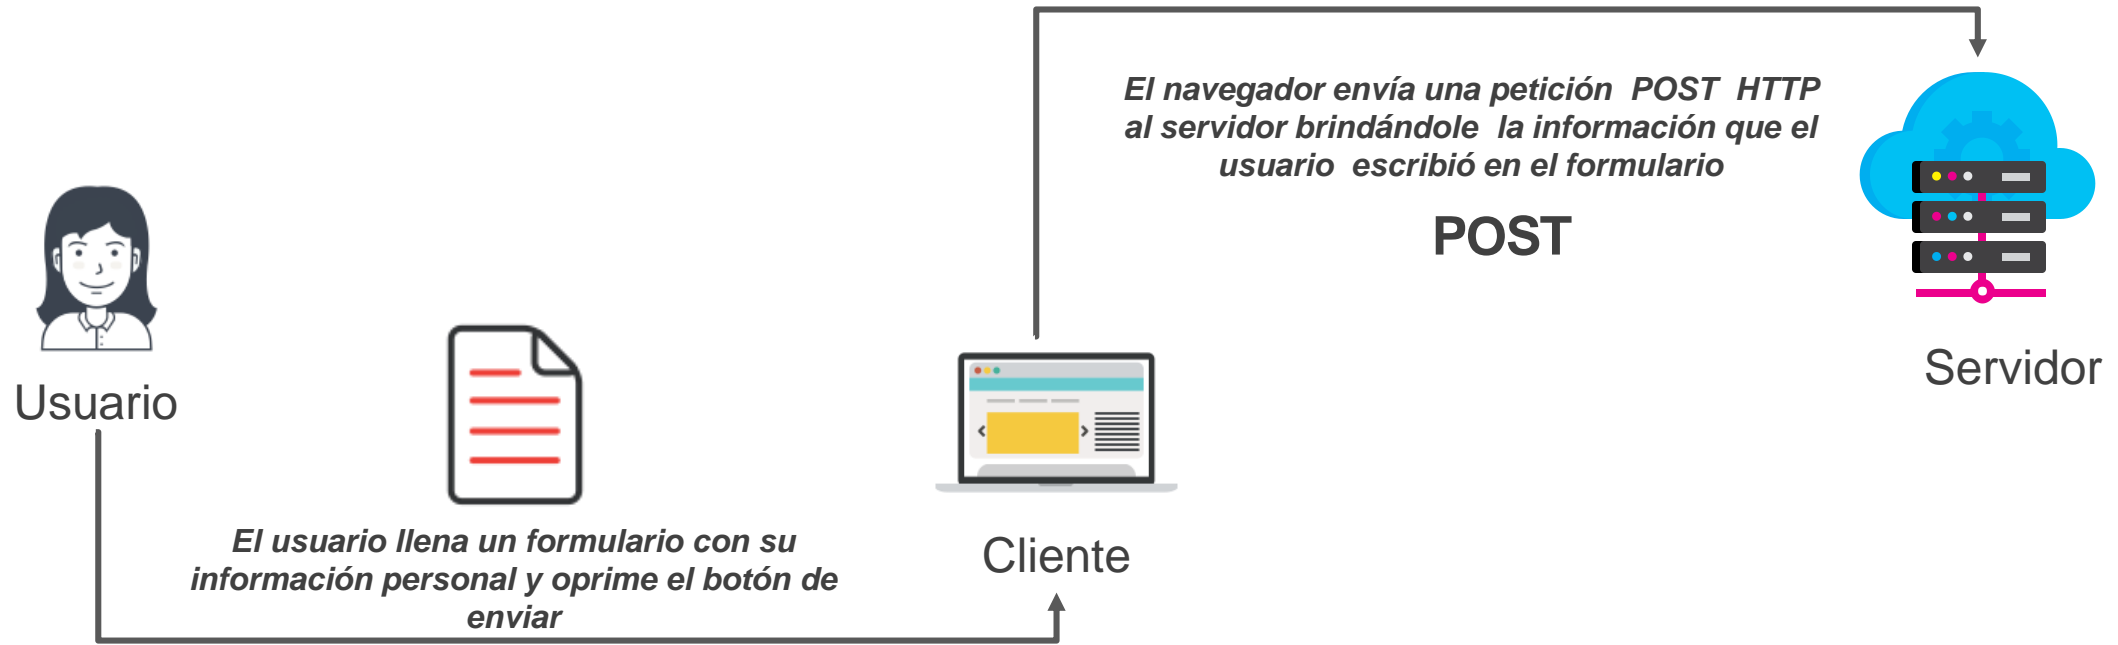 El navegador envía una petición POST HTTP
al servidor brindándole la información que el
usuario escribió en el formulario
POST
Servidor
Usuario
El usuario llena un formulario con su
información personal y oprime el botón de
enviar
Cliente